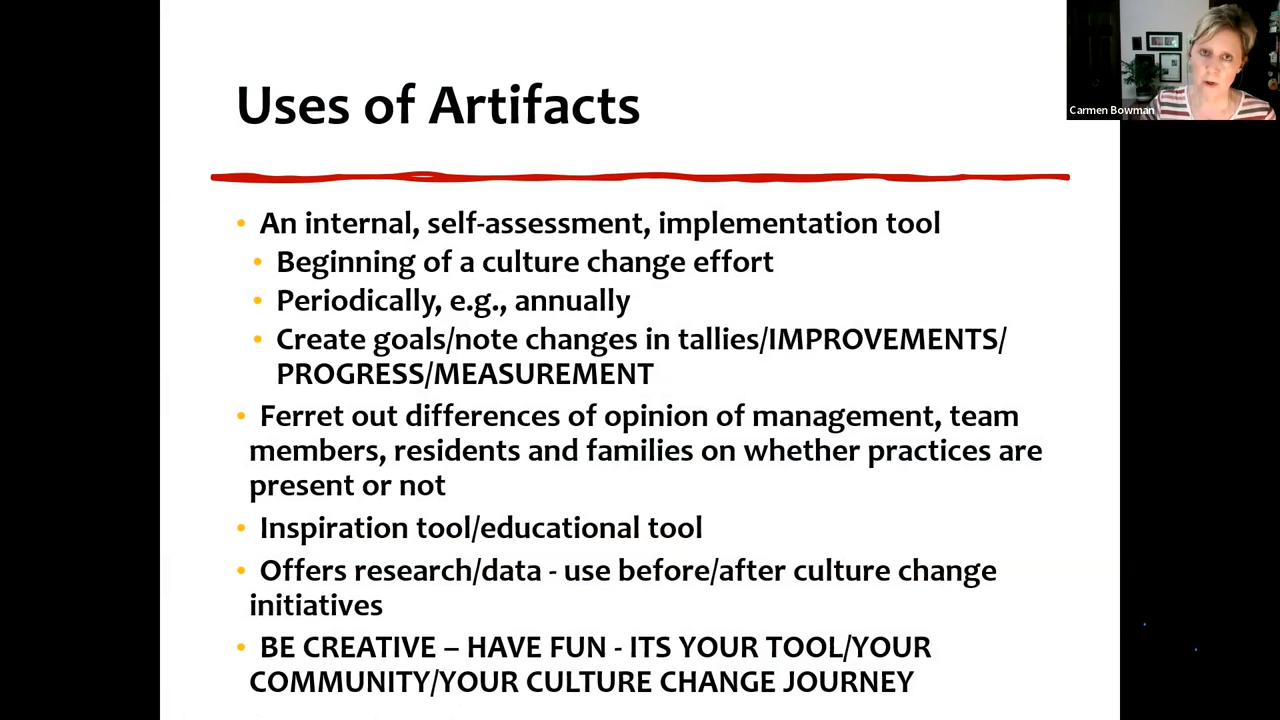 Uses of Artifacts
Carmen Bowman
• An internal, self-assessment, implementation tool
• Beginning of a culture change effort
• Periodically, e.g., annually
• Create goals/note changes in tallies/IMPROVEMENTS/
PROGRESS/MEASUREMENT
• Ferret out differences of opinion of management, team
members, residents and families on whether practices are
present or not
• Inspiration tool/educational tool
• Offers research/data - use before/after culture change
initiatives
• BE CREATIVE – HAVE FUN - ITS YOUR TOOL/YOUR
COMMUNITY/YOUR CULTURE CHANGE JOURNEY